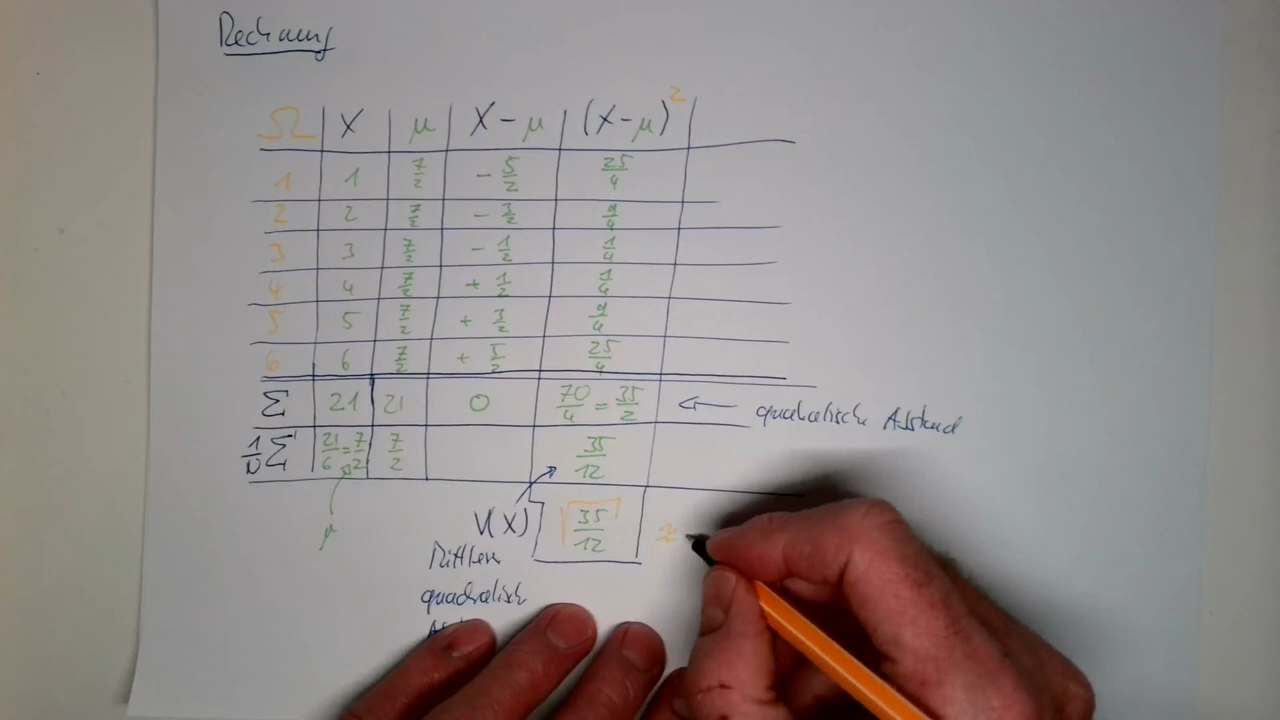 Rechnung
Ω X μ X - μ (X-μ)²
1 1 7/2 - 5/2 25/4
2 2 7/2 - 3/2 9/4
3 3 7/2 - 1/2 1/4
4 4 7/2 + 1/2 1/4
5 5 7/2 + 3/2 9/4
6 6 7/2 + 5/2 25/4
Σ 21 21 0 70/4 = 35/2 ← quadratische Abstand
1/N Σ 21/6 = 7/2 7/2 35/12
μ V(X) √35/12 ≈
Mittlere
quadratisch